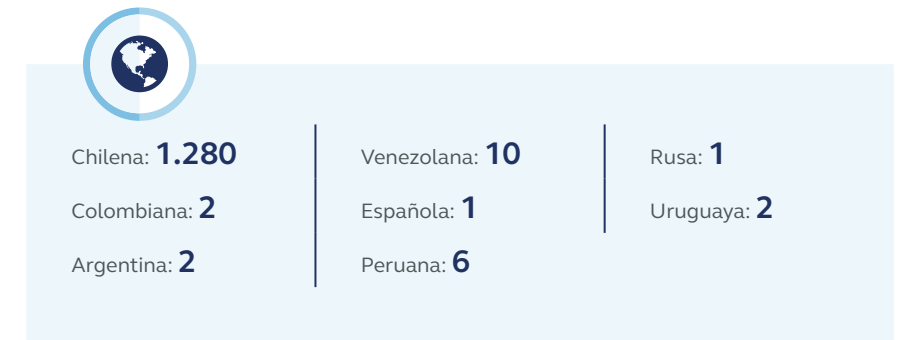 Chilena: 1.280
Colombiana: 2
Argentina: 2
Venezolana: 10
Española: 1
Peruana: 6
Rusa: 1
Uruguaya: 2